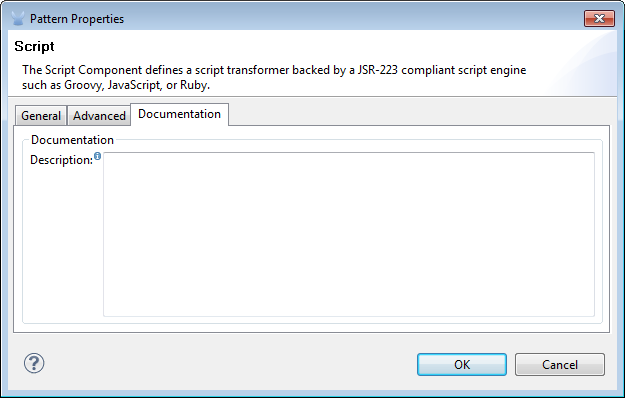 Pattern Properties
Script
The Script Component defines a script transformer backed by a JSR-223 compliant script engine
such as Groovy, JavaScript, or Ruby.
General Advanced Documentation
Documentation
Description:
OK Cancel